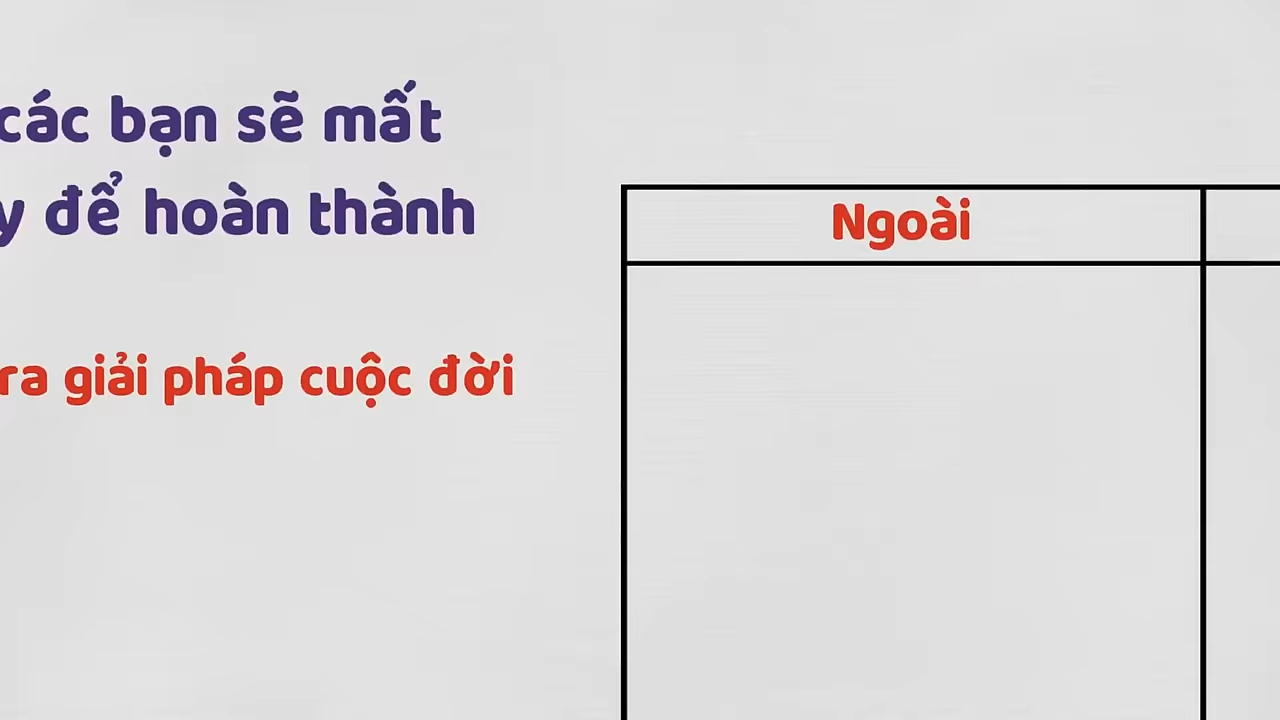 các bạn sẽ mất
y để hoàn thành
ra giải pháp cuộc đời
Ngoài